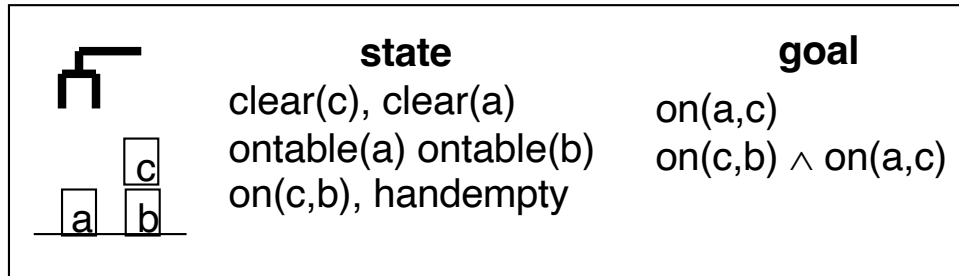 state
clear(c), clear(a)
ontable(a) ontable(b)
on(c,b), handempty
goal
on(a,c)
on(c,b) ∧ on(a,c)
c
a b